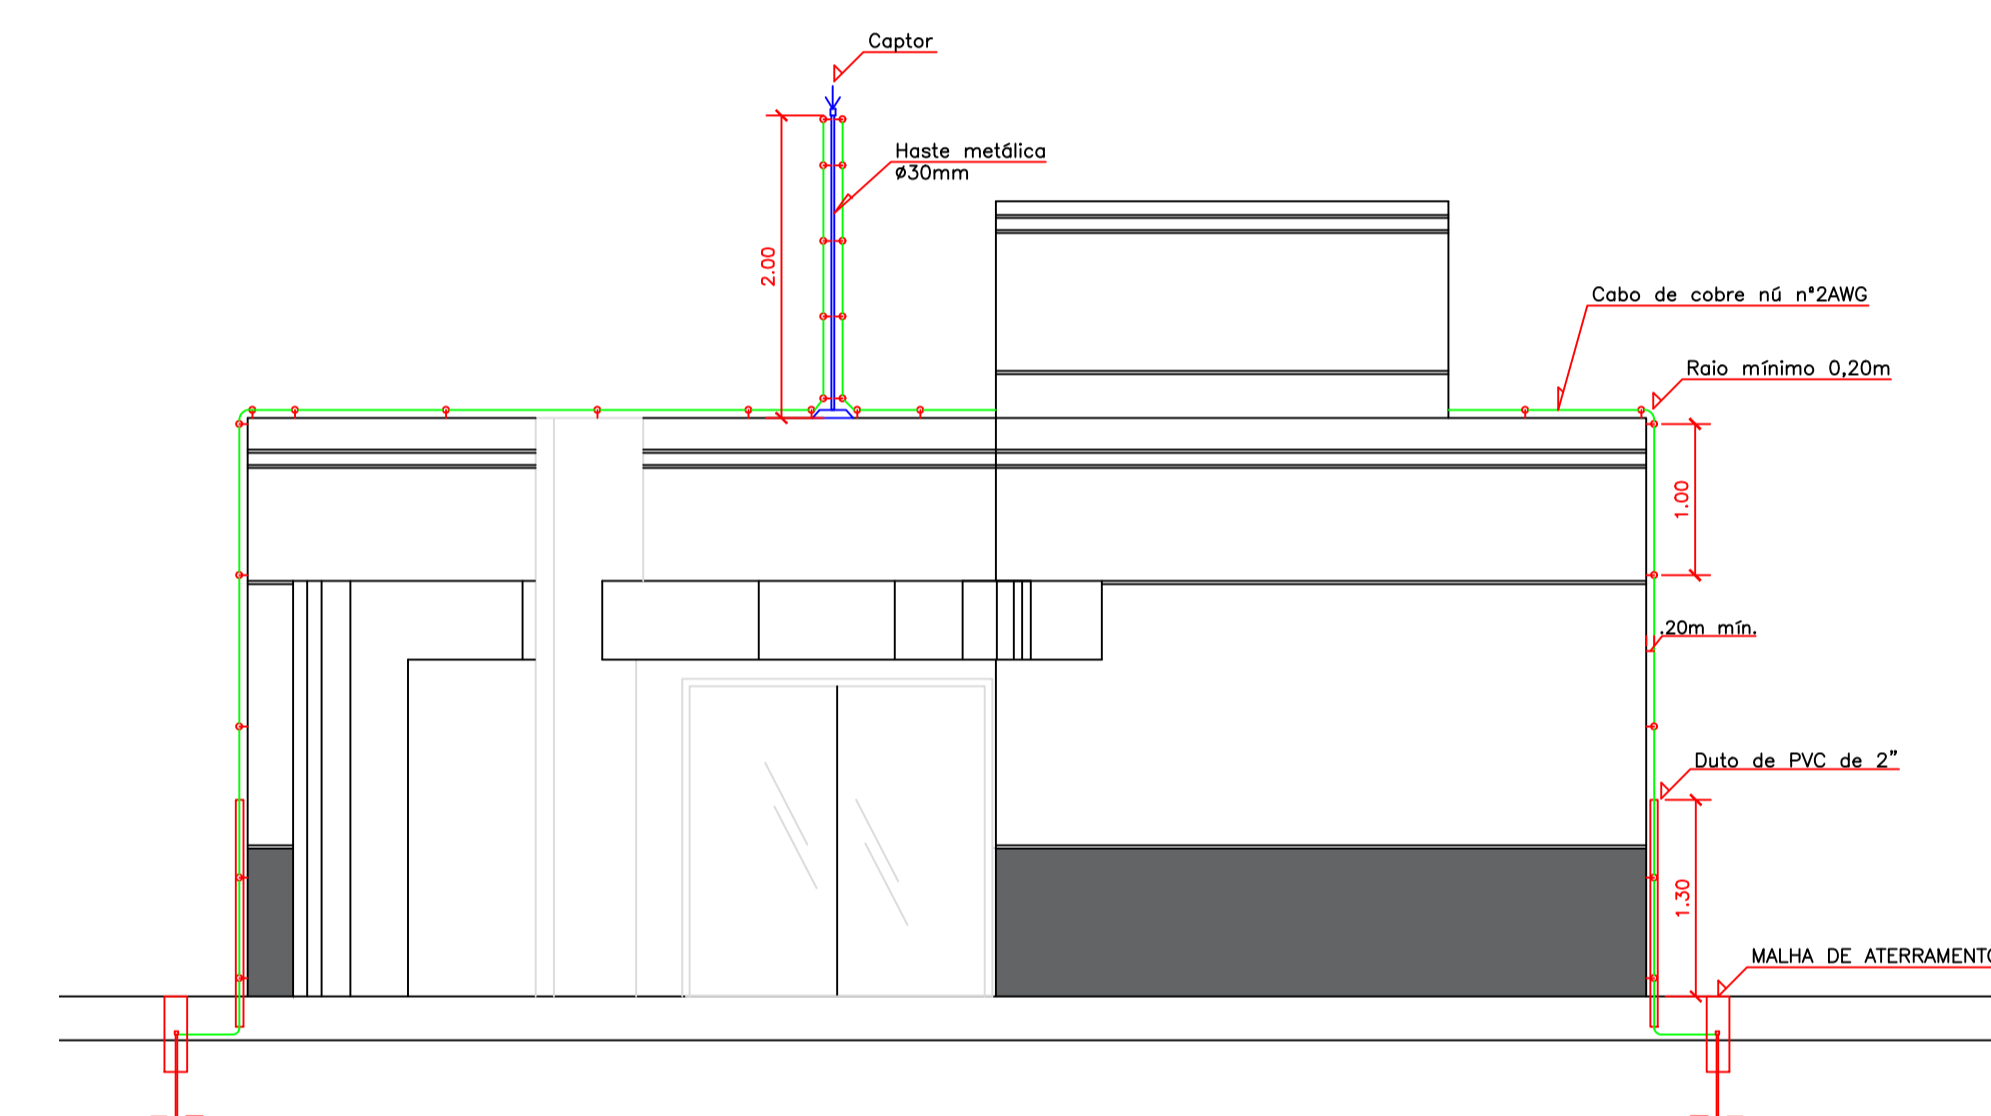 Captor
Haste metálica
ø30mm
2.00
Cabo de cobre nú nª2AWG
Raio mínimo 0,20m
1.00
.20m mín.
Duto de PVC de 2”
1.30
MALHA DE ATERRAMENTO